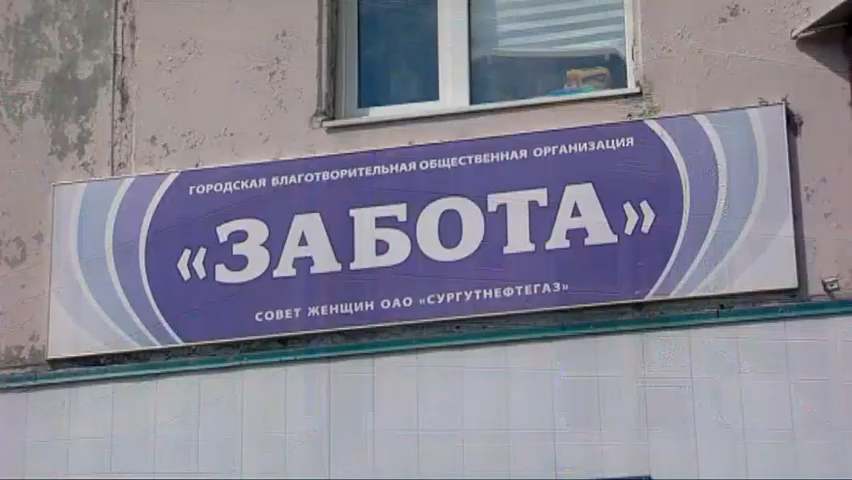 ГОРОДСКАЯ БЛАГОТВОРИТЕЛЬНАЯ ОБЩЕСТВЕННАЯ ОРГАНИЗАЦИЯ
«ЗАБОТА»
СОВЕТ ЖЕНЩИН ОАО «СУРГУТНЕФТЕГАЗ»